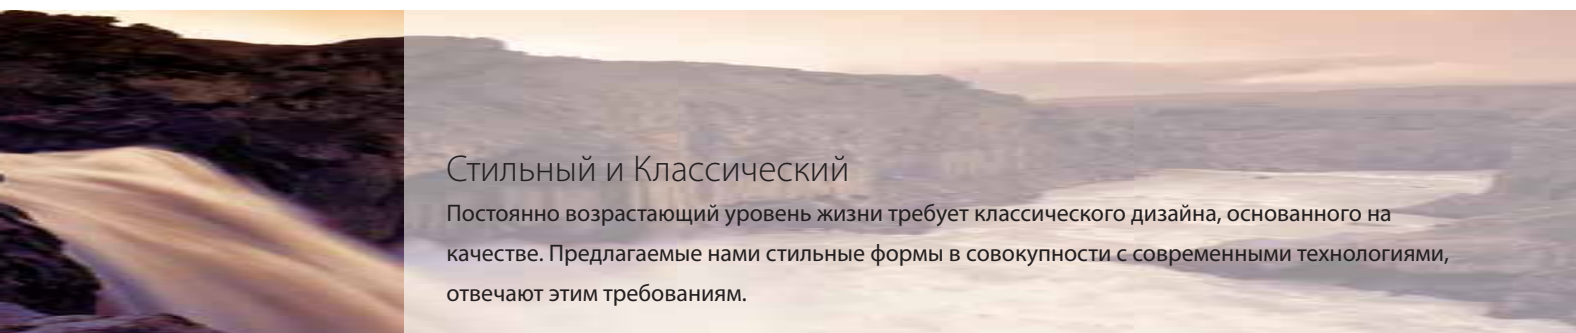 Стильный и Классический
Постоянно возрастающий уровень жизни требует классического дизайна, основанного на
качестве. Предлагаемые нами стильные формы в совокупности с современными технологиями,
отвечают этим требованиям.